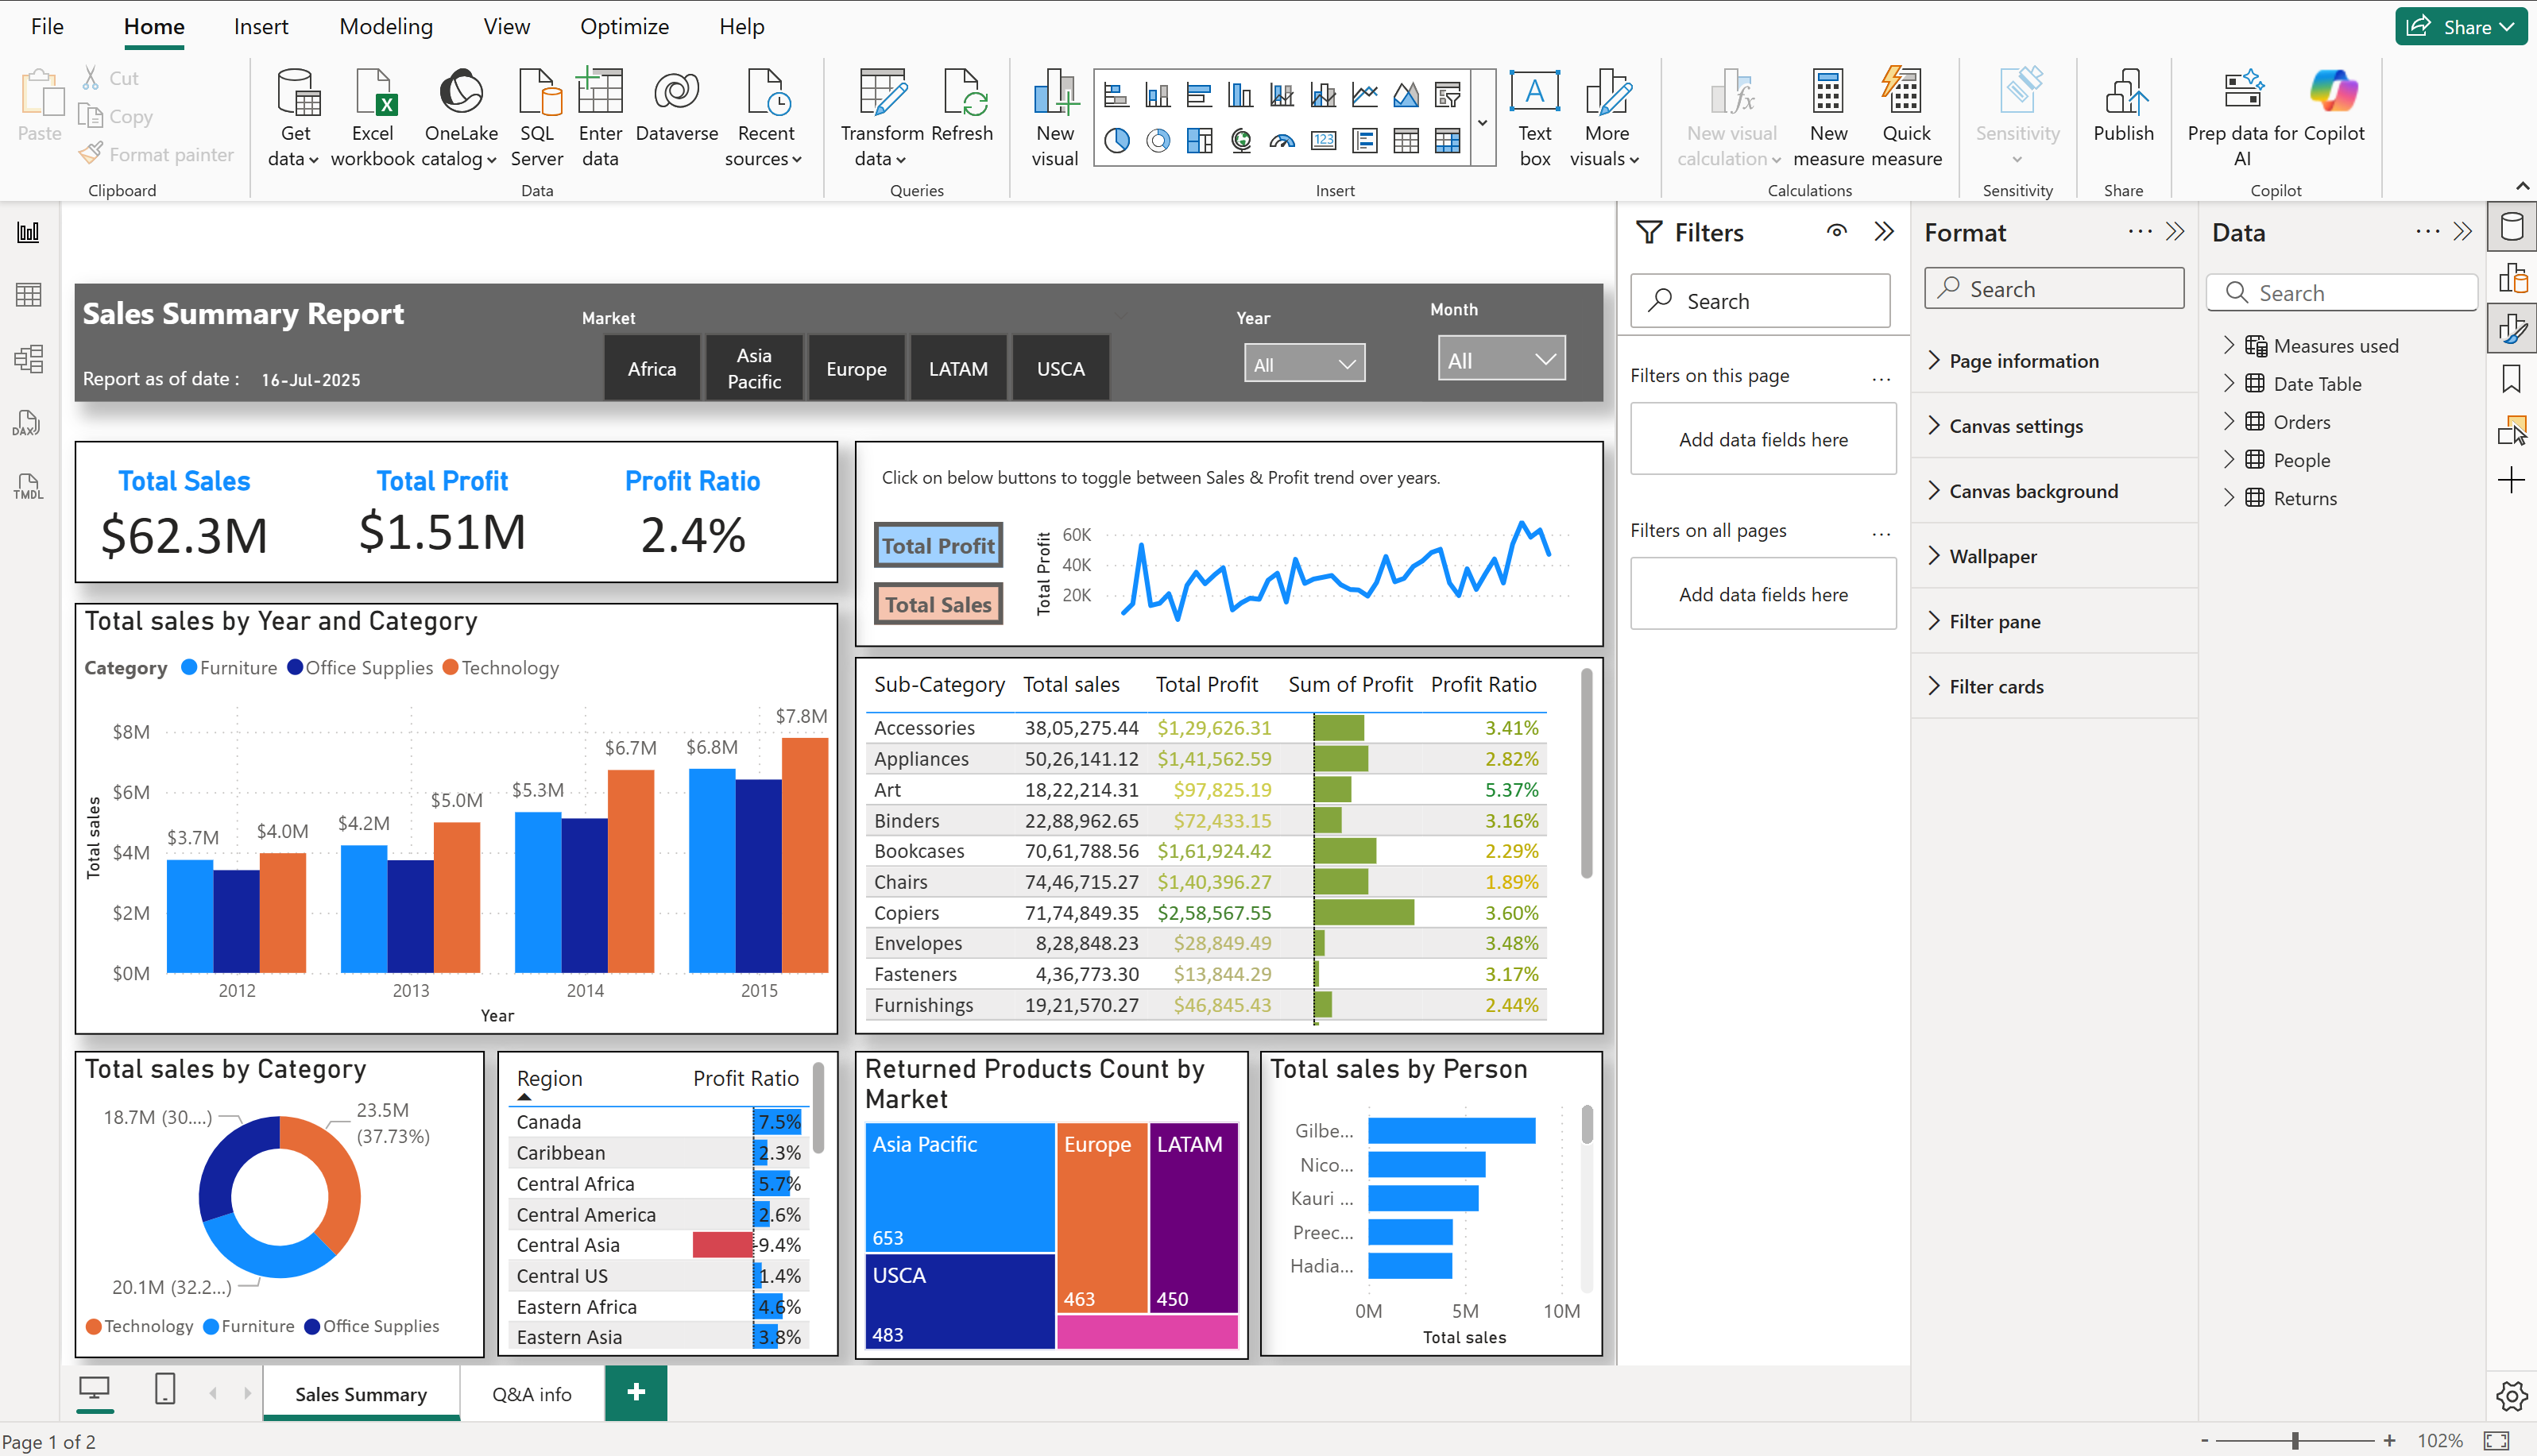 File Home Insert Modeling View Optimize Help
Share
Paste
Cut
Copy
Format painter
Clipboard
Get data
Excel workbook
OneLake catalog
SQL Server
Enter data
Dataverse
Recent sources
Data
Transform data
Refresh
Queries
New visual
123
Insert
A
Text box
More visuals
New visual calculation
New measure
Quick measure
Calculations
Sensitivity
Sensitivity
Publish
Share
Prep data for AI
Copilot
Copilot
DAX
TMDL
Sales Summary Report
Report as of date : 16-Jul-2025
Market
Africa
Asia Pacific
Europe
LATAM
USCA
Year
All
Month
All
Total Sales
$62.3M
Total Profit
$1.51M
Profit Ratio
2.4%
Click on below buttons to toggle between Sales & Profit trend over years.
Total Profit
Total Sales
Total Profit
60K
40K
20K
Total sales by Year and Category
Category Furniture Office Supplies Technology
Total sales
$8M
$6M
$4M
$2M
$0M
$3.7M
$4.0M
$4.2M
$5.0M
$5.3M
$6.7M
$6.8M
$7.8M
2012 2013 2014 2015
Year
Sub-Category Total sales Total Profit Sum of Profit Profit Ratio
Accessories 38,05,275.44 $1,29,626.31 3.41%
Appliances 50,26,141.12 $1,41,562.59 2.82%
Art 18,22,214.31 $97,825.19 5.37%
Binders 22,88,962.65 $72,433.15 3.16%
Bookcases 70,61,788.56 $1,61,924.42 2.29%
Chairs 74,46,715.27 $1,40,396.27 1.89%
Copiers 71,74,849.35 $2,58,567.55 3.60%
Envelopes 8,28,848.23 $28,849.49 3.48%
Fasteners 4,36,773.30 $13,844.29 3.17%
Furnishings 19,21,570.27 $46,845.43 2.44%
Total sales by Category
18.7M (30....)
23.5M
(37.73%)
20.1M (32.2...)
Technology Furniture Office Supplies
Region Profit Ratio
Canada 7.5%
Caribbean 2.3%
Central Africa 5.7%
Central America 2.6%
Central Asia -9.4%
Central US 1.4%
Eastern Africa 4.6%
Eastern Asia 3.8%
Returned Products Count by
Market
Asia Pacific
653
USCA
483
Europe
463
LATAM
450
Total sales by Person
Gilbe...
Nico...
Kauri ...
Preec...
Hadia...
0M 5M 10M
Total sales
Filters
Search
Filters on this page ...
Add data fields here
Filters on all pages ...
Add data fields here
Format ...
Search
Page information
Canvas settings
Canvas background
Wallpaper
Filter pane
Filter cards
Data ...
Search
Measures used
Date Table
Orders
People
Returns
Sales Summary
Q&A info
+
Page 1 of 2
- + 102%